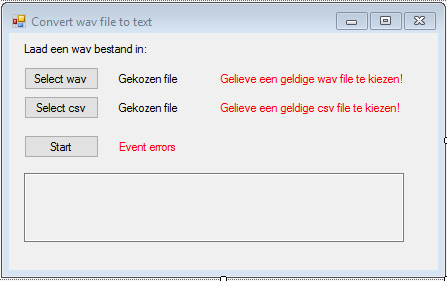 Convert wav file to text
Laad een wav bestand in:
Select wav Gekozen file Gelieve een geldige wav file te kiezen!
Select csv Gekozen file Gelieve een geldige csv file te kiezen!
Start Event errors